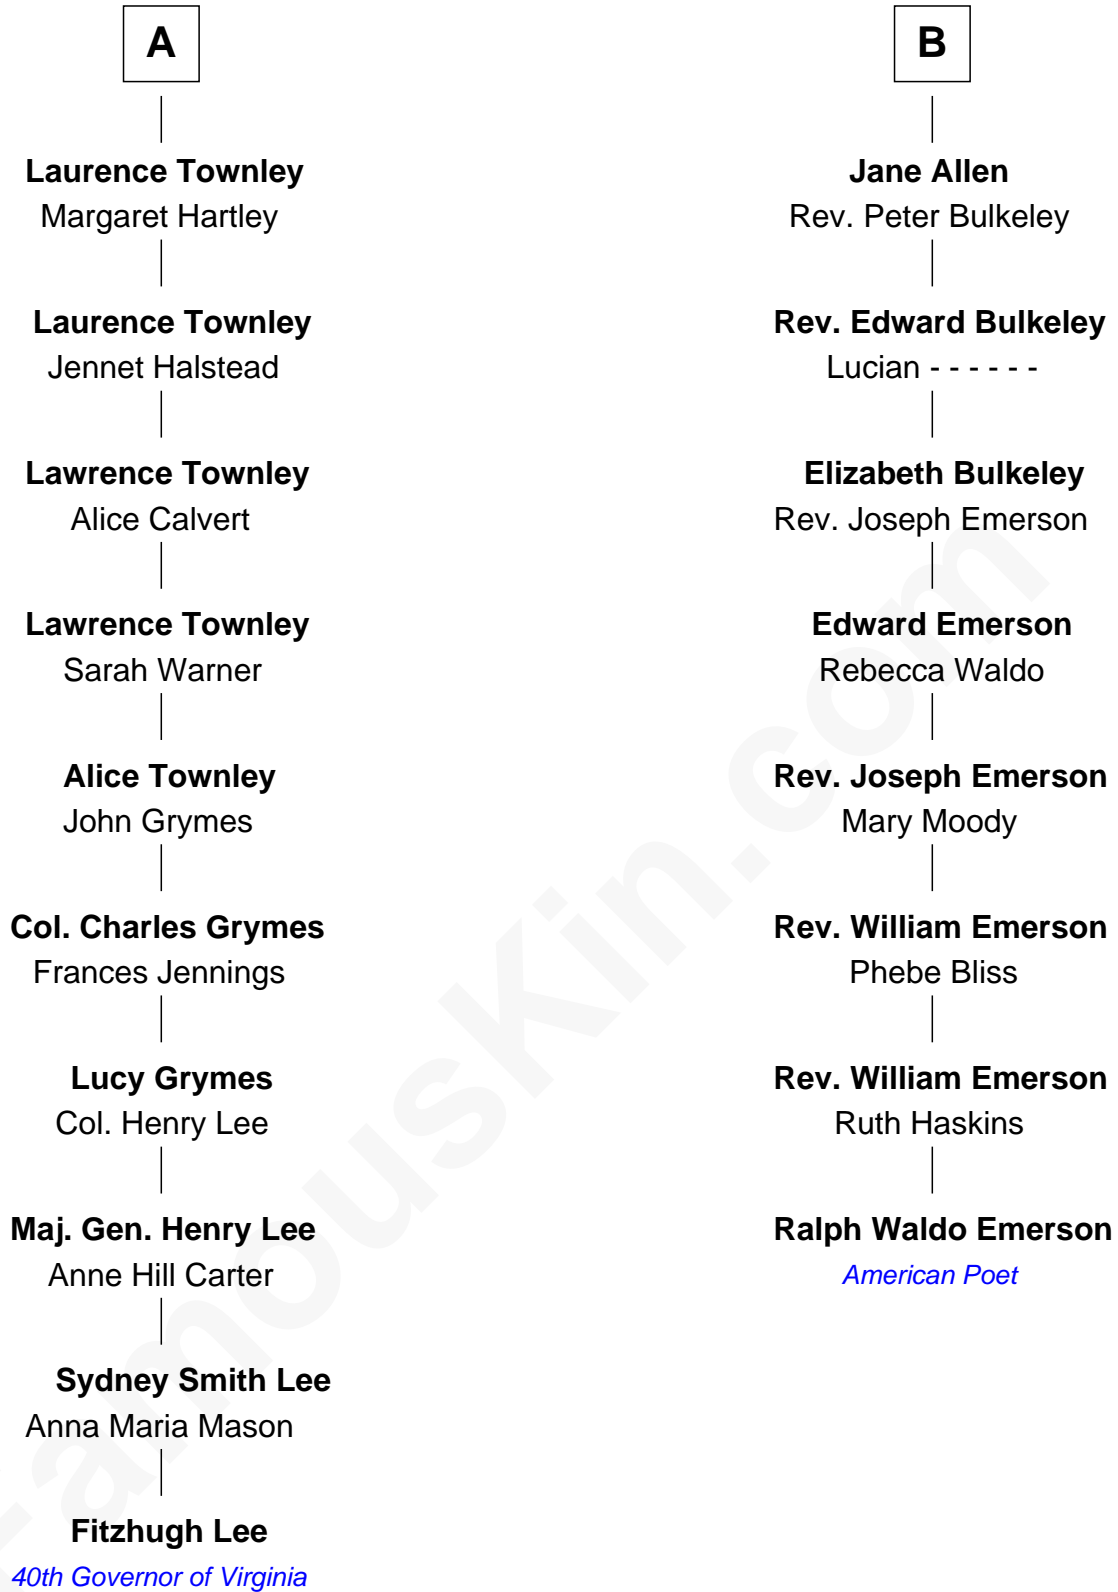 A
Laurence Townley
Margaret Hartley
Laurence Townley
Jennet Halstead
Lawrence Townley
Alice Calvert
Lawrence Townley
Sarah Warner
Alice Townley
John Grymes
Col. Charles Grymes
Frances Jennings
Lucy Grymes
Col. Henry Lee
Maj. Gen. Henry Lee
Anne Hill Carter
Sydney Smith Lee
Anna Maria Mason
Fitzhugh Lee
40th Governor of Virginia
B
Jane Allen
Rev. Peter Bulkeley
Rev. Edward Bulkeley
Lucian - - - - - -
Elizabeth Bulkeley
Rev. Joseph Emerson
Edward Emerson
Rebecca Waldo
Rev. Joseph Emerson
Mary Moody
Rev. William Emerson
Phebe Bliss
Rev. William Emerson
Ruth Haskins
Ralph Waldo Emerson
American Poet
FamousKin.com